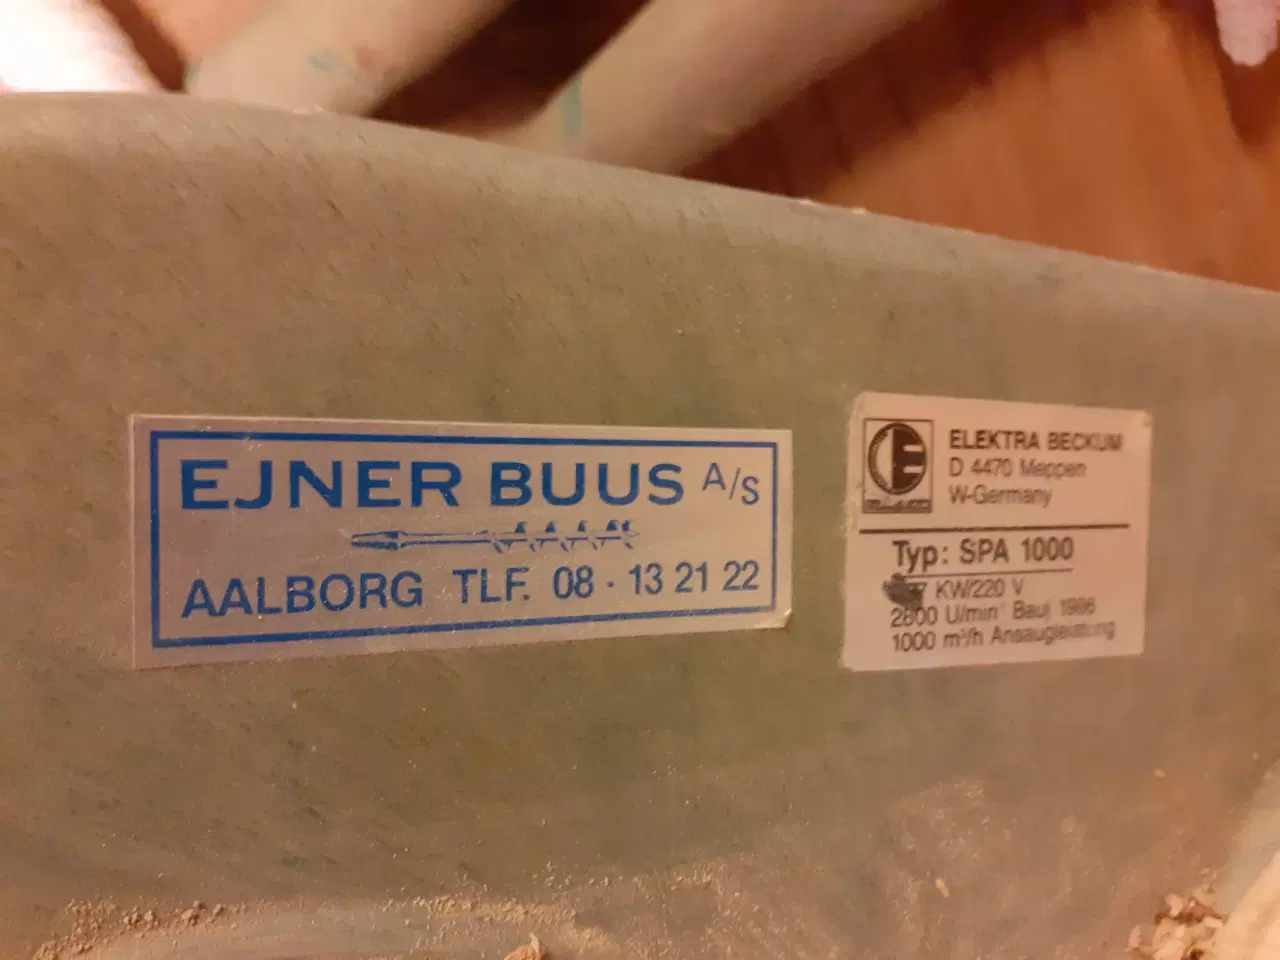 EJNER BUUS A/S
AALBORG TLF. 08 · 13 21 22
ELEKTRA BECKUM
D 4470 Meppen
W-Germany
Typ: SPA 1000
KW/220 V
2800 U/min Bauj 1986
1000 m³/h Ansaugleistung